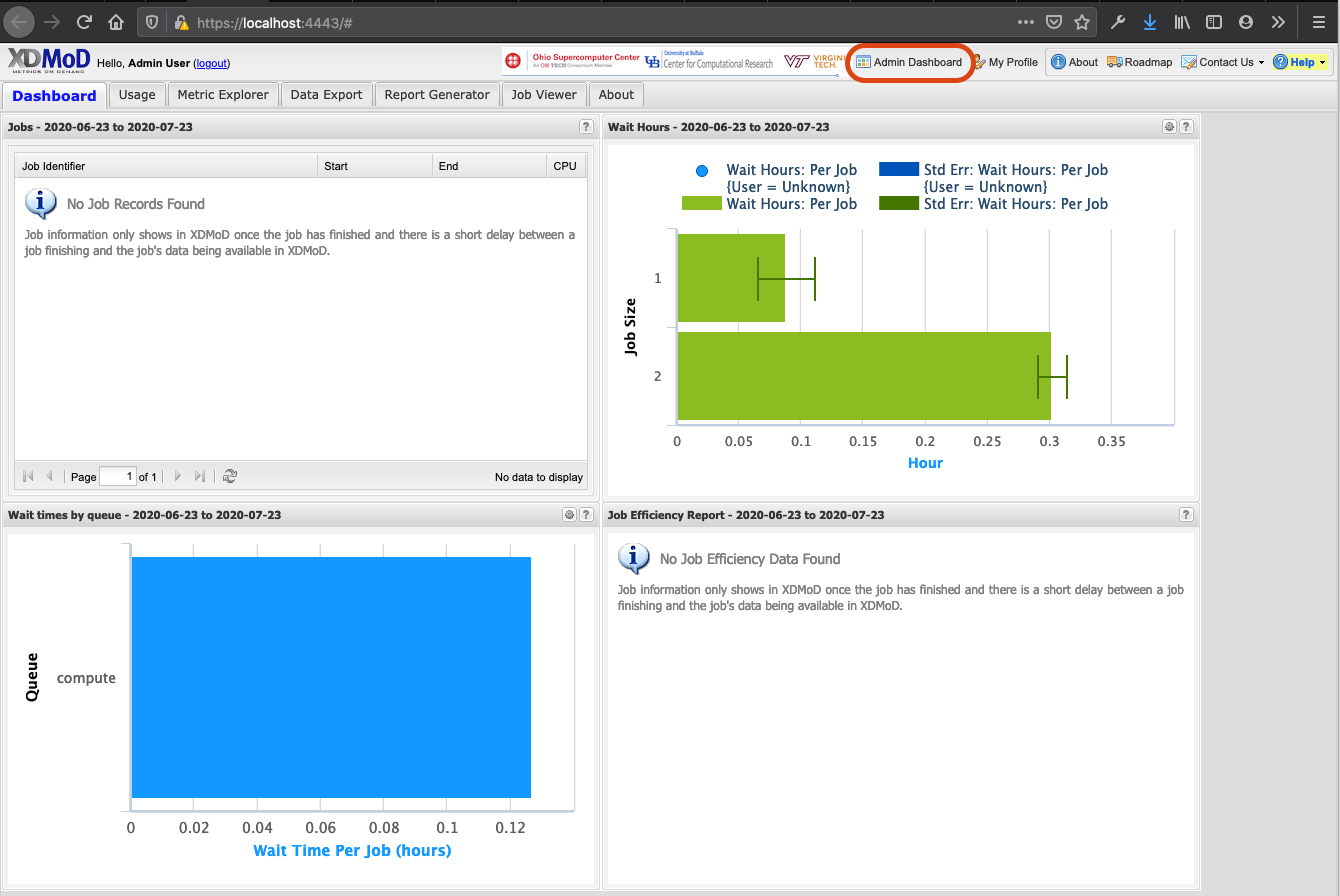 https://localhost:4443/#
XDMoD
METRICS ON DEMAND
Hello, Admin User (logout)
Ohio Supercomputer Center
An OH·TECH Consortium Member
UB
University at Buffalo
Center for Computational Research
VIRGINI
TECH.
Admin Dashboard
My Profile
About
Roadmap
Contact Us
Help
Dashboard
Usage
Metric Explorer
Data Export
Report Generator
Job Viewer
About
Jobs - 2020-06-23 to 2020-07-23
?
Job Identifier
Start
End
CPU
i
No Job Records Found
Job information only shows in XDMoD once the job has finished and there is a short delay between a
job finishing and the job's data being available in XDMoD.
Page 1 of 1
No data to display
Wait Hours - 2020-06-23 to 2020-07-23
?
Wait Hours: Per Job
{User = Unknown}
Std Err: Wait Hours: Per Job
{User = Unknown}
Wait Hours: Per Job
Std Err: Wait Hours: Per Job
Job Size
1
2
0 0.05 0.1 0.15 0.2 0.25 0.3 0.35
Hour
Wait times by queue - 2020-06-23 to 2020-07-23
?
Queue
compute
0 0.02 0.04 0.06 0.08 0.1 0.12
Wait Time Per Job (hours)
Job Efficiency Report - 2020-06-23 to 2020-07-23
?
i
No Job Efficiency Data Found
Job information only shows in XDMoD once the job has finished and there is a short delay between a job
finishing and the job's data being available in XDMoD.